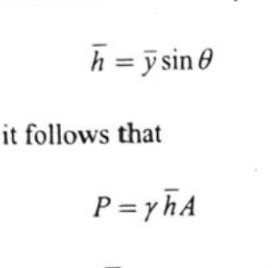 h̄ = ȳ sin θ
it follows that
P = γ h̄ A